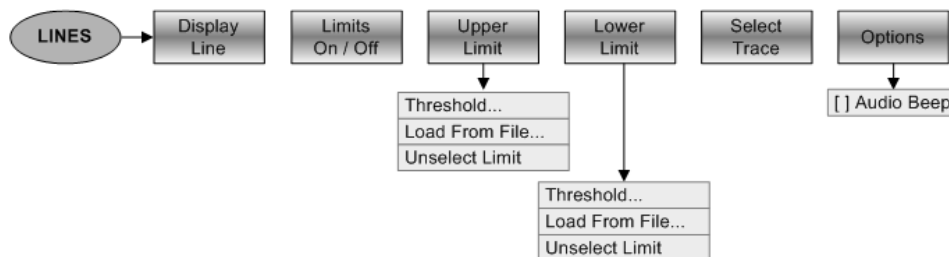 LINES
Display
Line
Limits
On / Off
Upper
Limit
Lower
Limit
Select
Trace
Options
Threshold...
Load From File...
Unselect Limit
Threshold...
Load From File...
Unselect Limit
[ ] Audio Beep